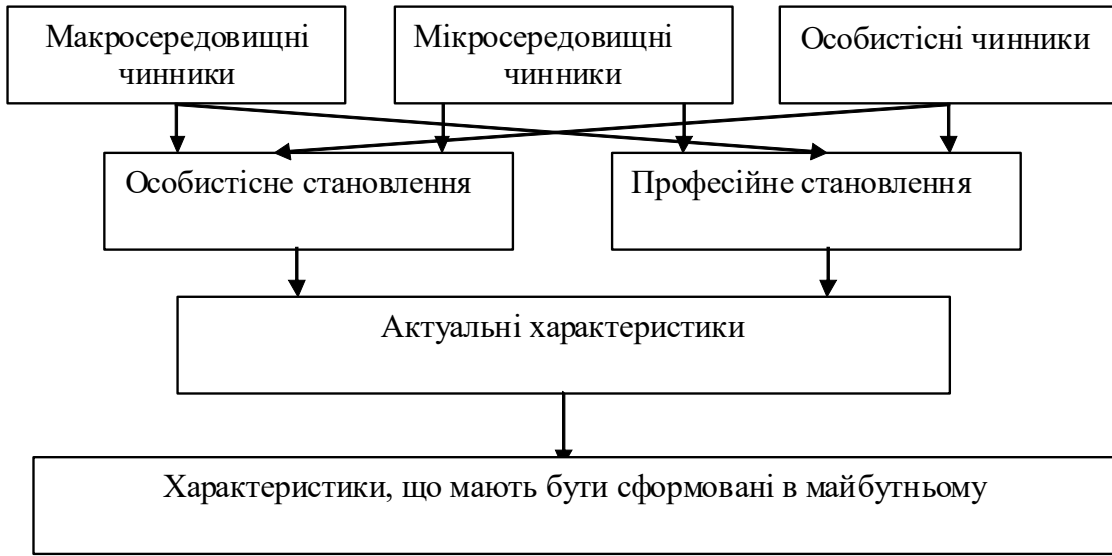 Макросередовищні
чинники
Мікросередовищні
чинники
Особистісні чинники
Особистісне становлення
Професійне становлення
Актуальні характеристики
Характеристики, що мають бути сформовані в майбутньому